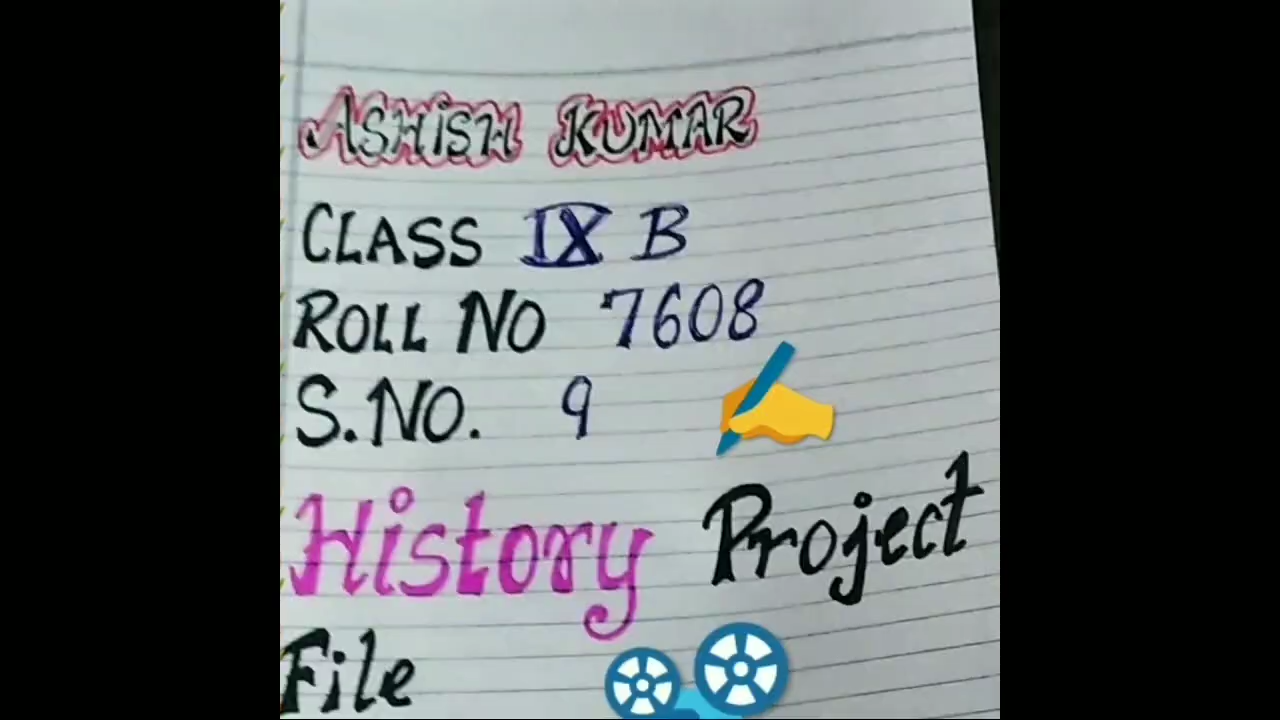 ASHiSH KUMAR
CLASS IX B
ROLL NO 7608
S.NO. 9
History Project
File